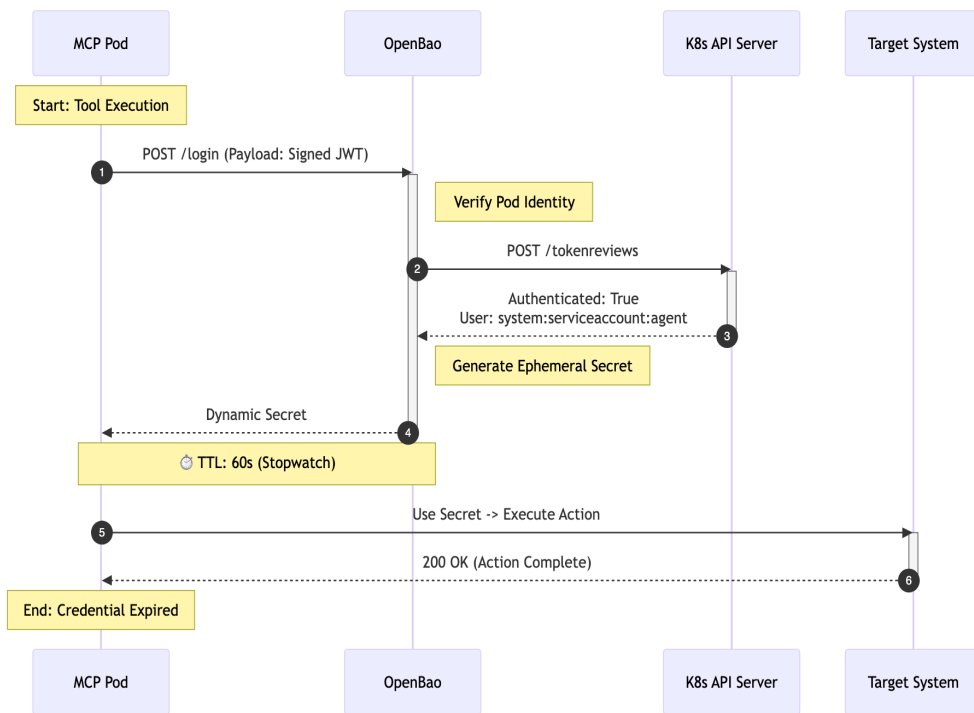 MCP Pod
OpenBao
K8s API Server
Target System
Start: Tool Execution
POST /login (Payload: Signed JWT)
1
Verify Pod Identity
POST /tokenreviews
2
Authenticated: True
User: system:serviceaccount:agent
3
Generate Ephemeral Secret
Dynamic Secret
4
⏱ TTL: 60s (Stopwatch)
Use Secret -> Execute Action
5
200 OK (Action Complete)
6
End: Credential Expired
MCP Pod
OpenBao
K8s API Server
Target System